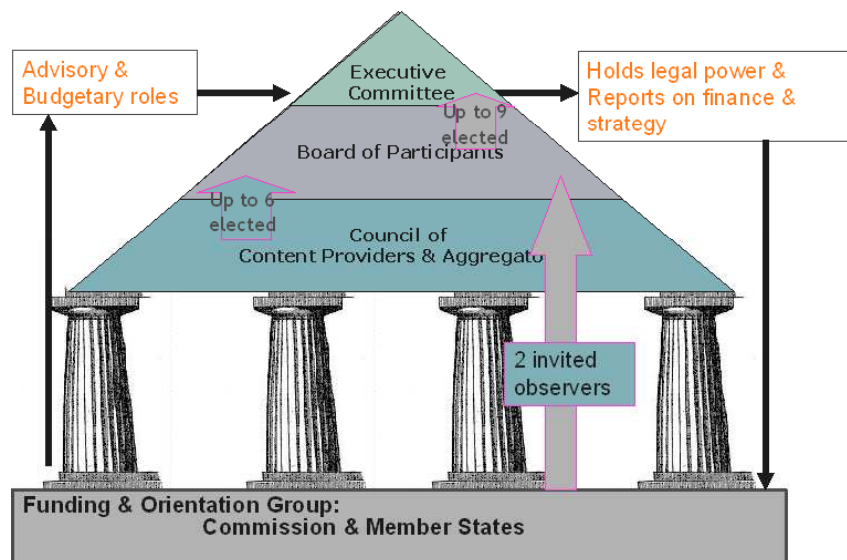 Executive
Committee
Advisory &
Budgetary roles
Holds legal power &
Reports on finance &
strategy
Up to 9
elected
Board of Participants
Up to 6
elected
Council of
Content Providers & Aggregato
2 invited
observers
Funding & Orientation Group:
Commission & Member States